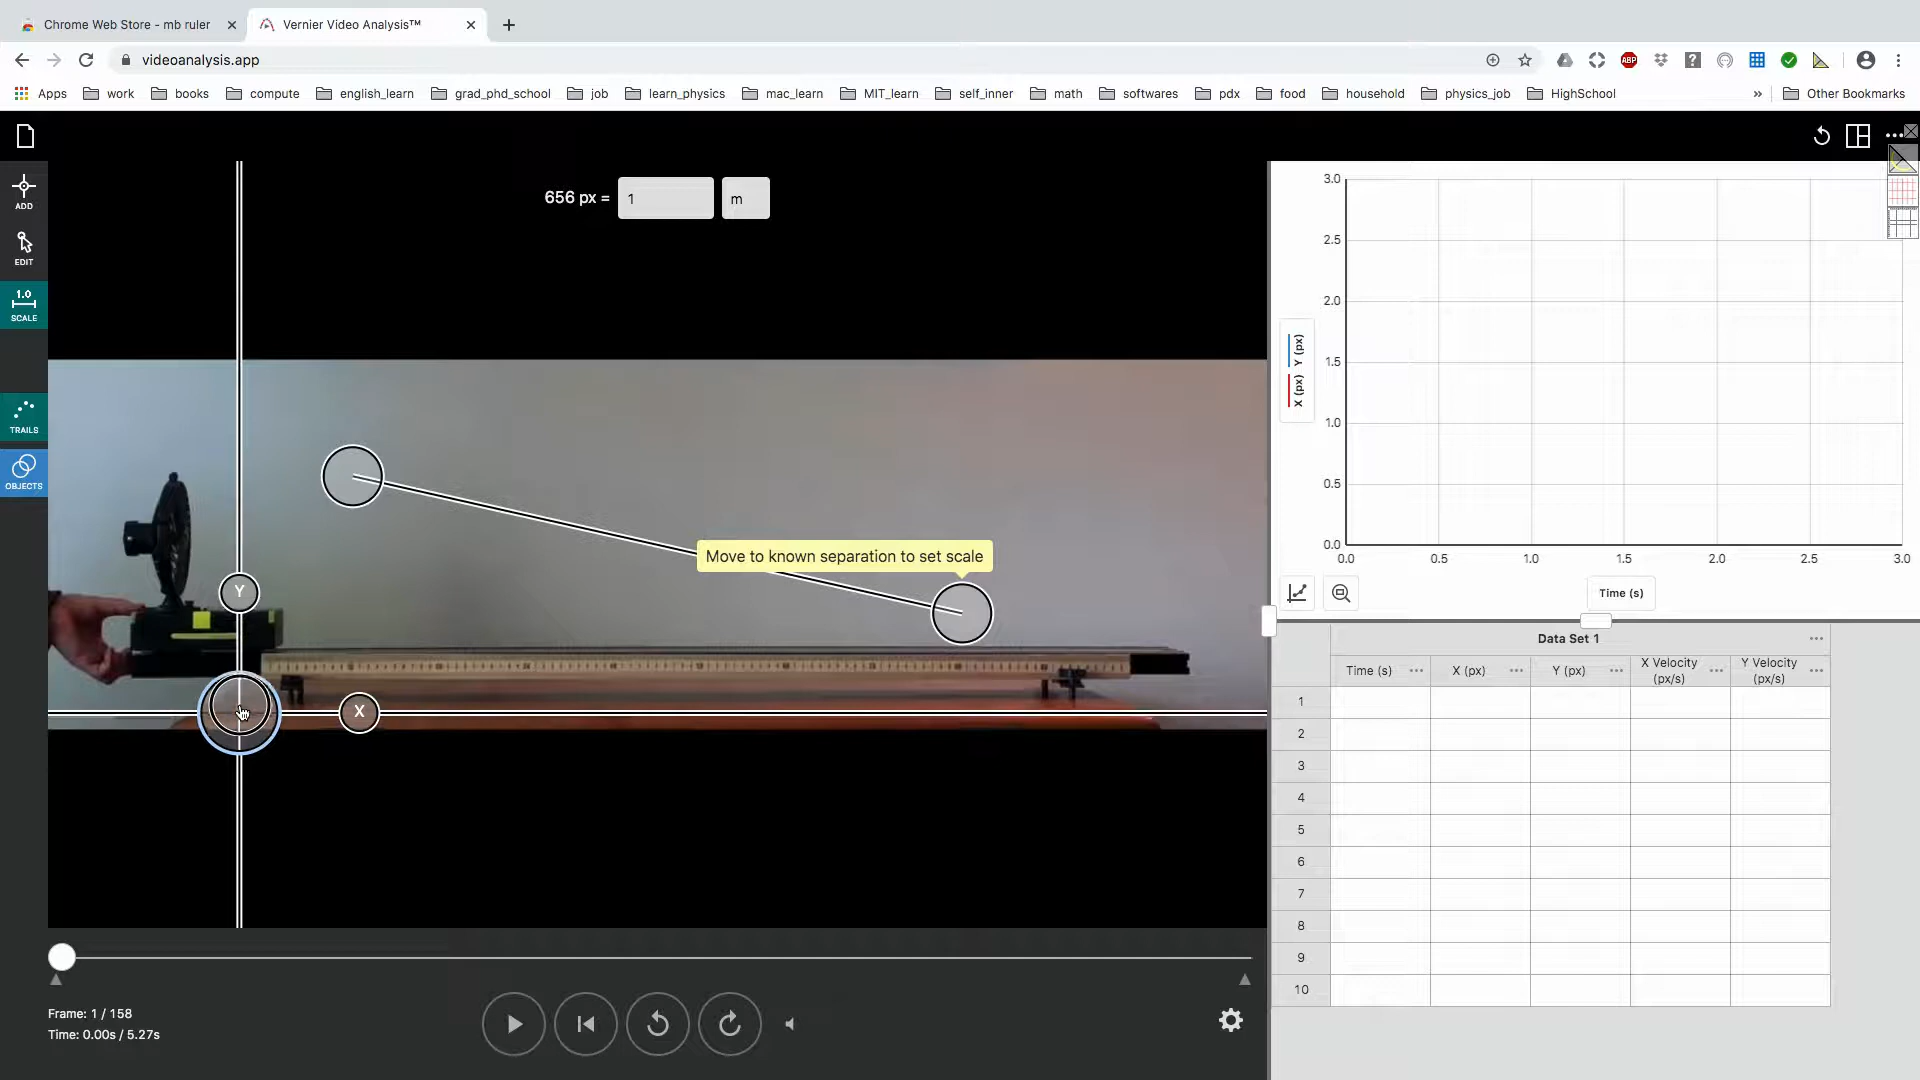 Chrome Web Store - mb ruler
Vernier Video Analysis™
videoanalysis.app
ABP
Apps work books compute english_learn grad_phd_school job learn_physics mac_learn MIT_learn self_inner math softwares pdx food household physics_job HighSchool » Other Bookmarks
ADD
EDIT
1.0
SCALE
TRAILS
OBJECTS
656 px = 1 m
Move to known separation to set scale
Y
X
Frame: 1 / 158
Time: 0.00s / 5.27s
3.0
2.5
2.0
1.5
1.0
0.5
0.0
X (px) Y (px)
0.0 0.5 1.0 1.5 2.0 2.5 3.0
Time (s)
Data Set 1
Time (s) X (px) Y (px) X Velocity (px/s) Y Velocity (px/s)
1
2
3
4
5
6
7
8
9
10